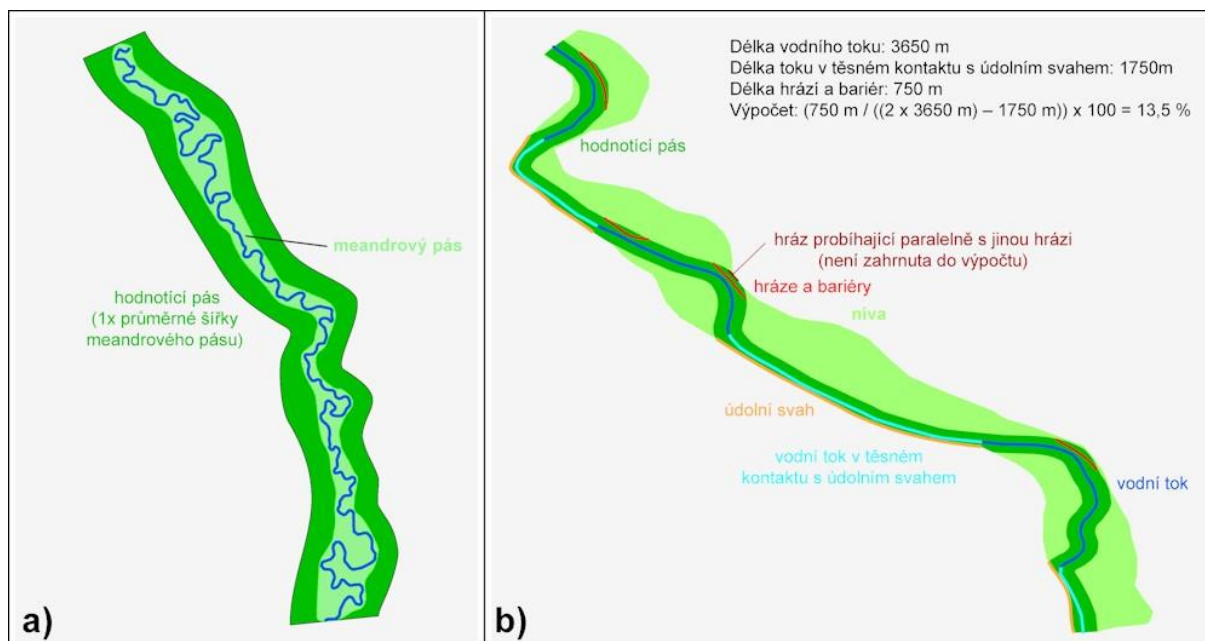 meandrový pás
hodnotící pás
(1x průměrné šířky
meandrového pásu)
a)
Délka vodního toku: 3650 m
Délka toku v těsném kontaktu s údolním svahem: 1750m
Délka hrází a bariér: 750 m
Výpočet: (750 m / ((2 x 3650 m) – 1750 m)) x 100 = 13,5 %
hodnotící pás
hráz probíhající paralelně s jinou hrází
(není zahrnuta do výpočtu)
hráze a bariéry
niva
údolní svah
vodní tok v těsném
kontaktu s údolním svahem
vodní tok
b)